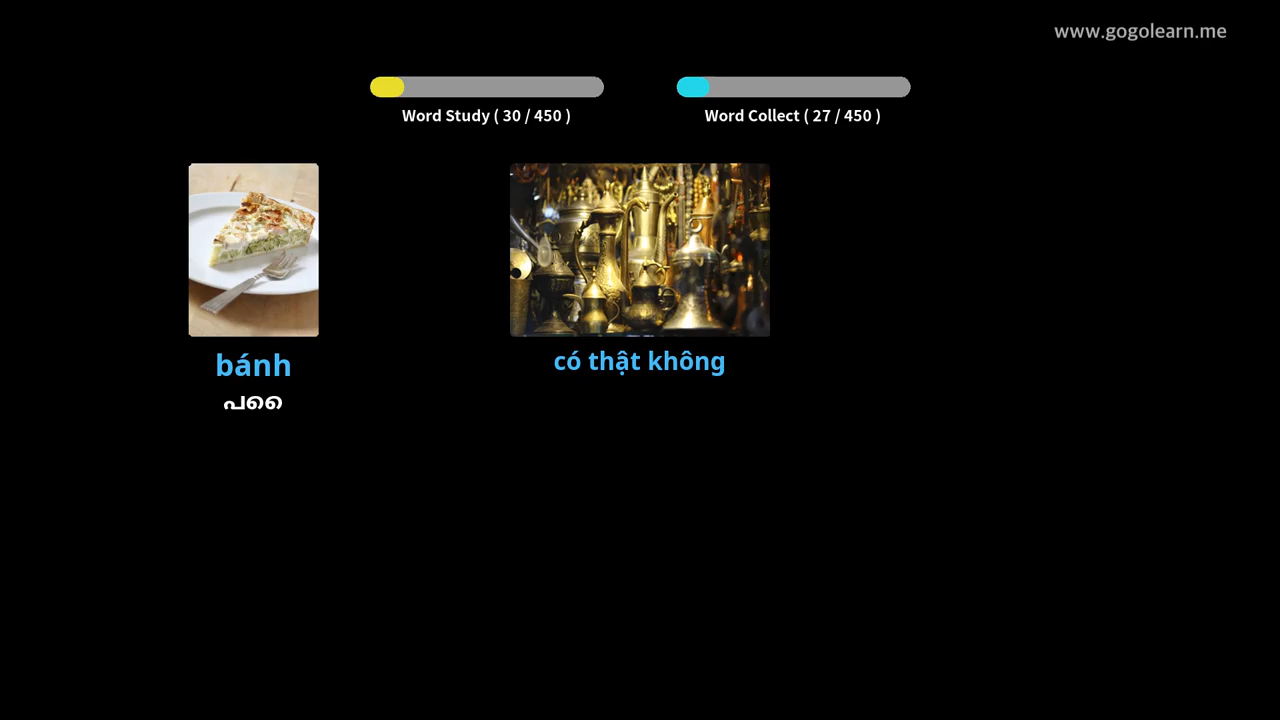 www.gogolearn.me
Word Study ( 30 / 450 )
Word Collect ( 27 / 450 )
bánh
പൈ
có thật không